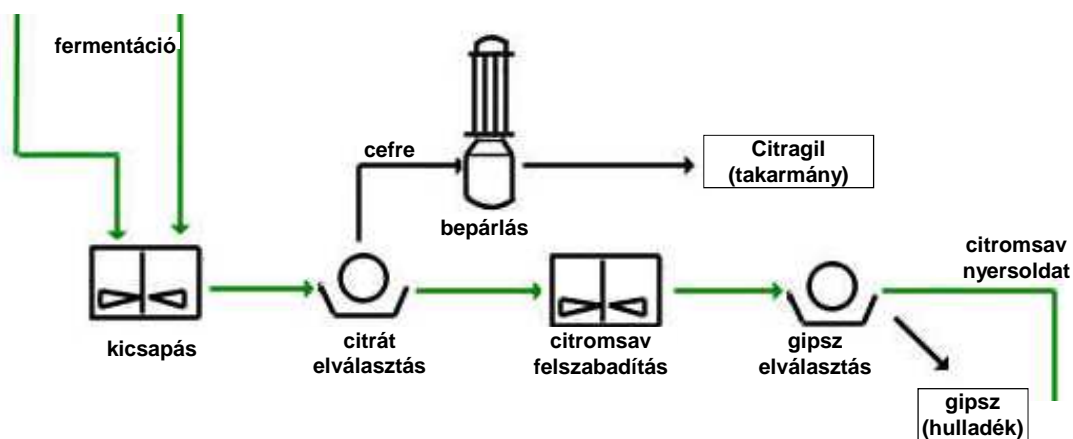 fermentáció
cefre
Citragil
(takarmány)
bepárlás
citromsav
nyersoldat
kicsapás
citrát
elválasztás
citromsav
felszabadítás
gipsz
elválasztás
gipsz
(hulladék)